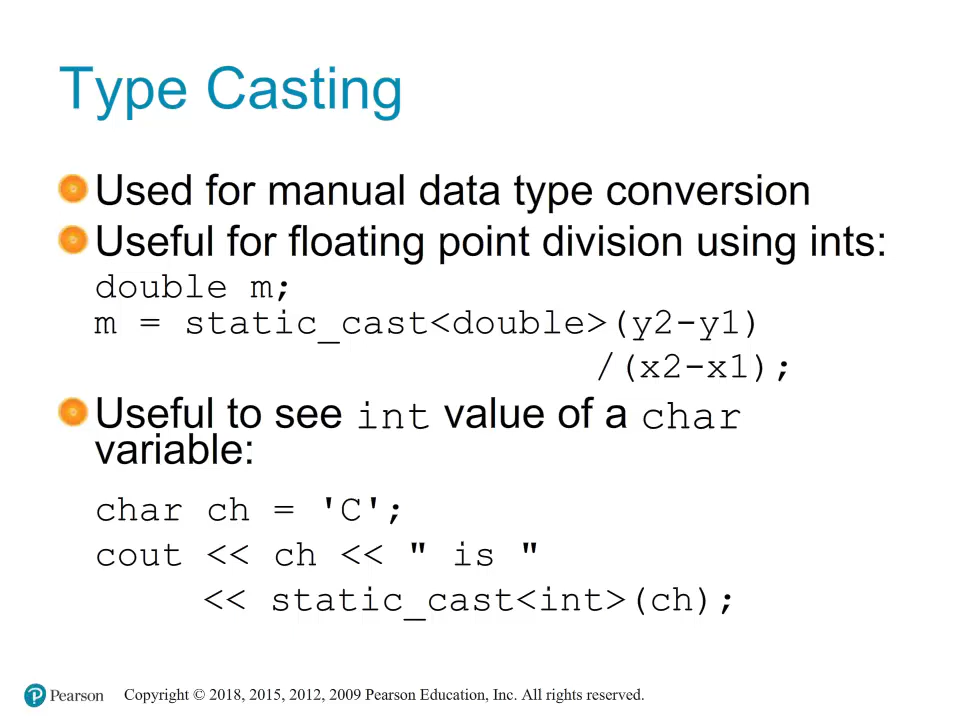 Type Casting
Used for manual data type conversion
Useful for floating point division using ints:
double m;
m = static_cast<double>(y2-y1)
/(x2-x1);
Useful to see int value of a char
variable:
char ch = 'C';
cout << ch << " is "
<< static_cast<int>(ch);
Pearson Copyright © 2018, 2015, 2012, 2009 Pearson Education, Inc. All rights reserved.